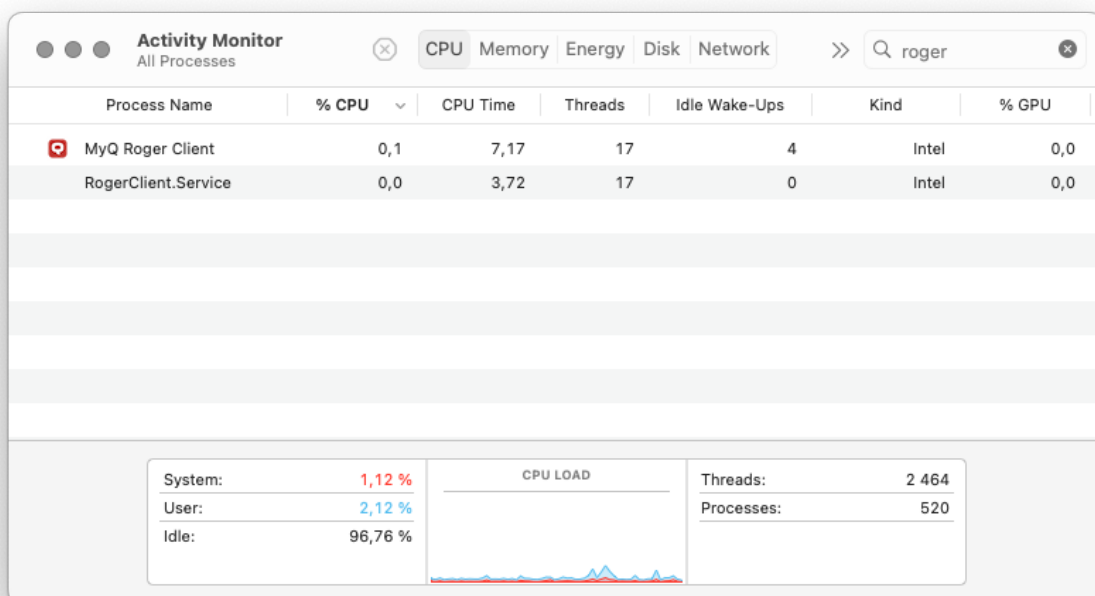 Activity Monitor
All Processes
CPU Memory Energy Disk Network
roger
Process Name % CPU CPU Time Threads Idle Wake-Ups Kind % GPU
MyQ Roger Client 0,1 7,17 17 4 Intel 0,0
RogerClient.Service 0,0 3,72 17 0 Intel 0,0
System: 1,12 %
User: 2,12 %
Idle: 96,76 %
CPU LOAD
Threads: 2 464
Processes: 520